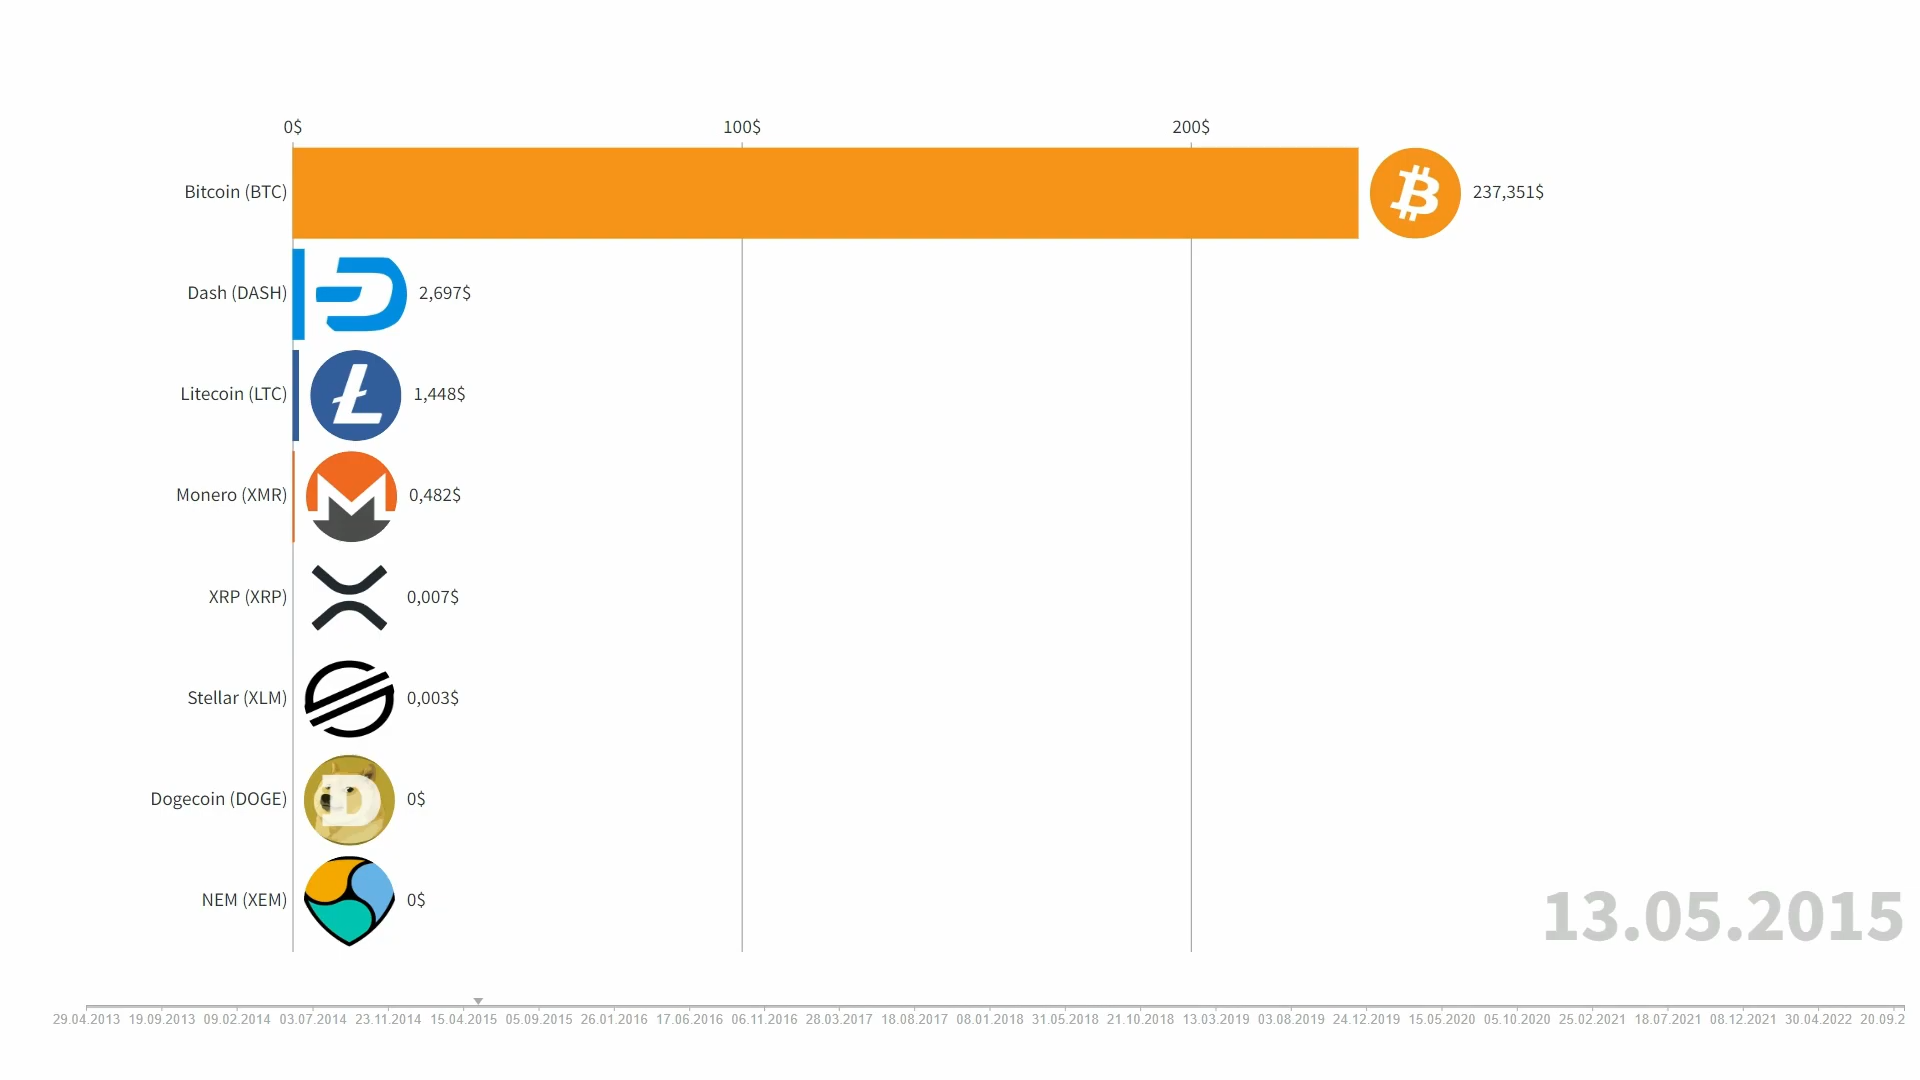 0$ 100$ 200$
Bitcoin (BTC) 237,351$
Dash (DASH) 2,697$
Litecoin (LTC) 1,448$
Monero (XMR) 0,482$
XRP (XRP) 0,007$
Stellar (XLM) 0,003$
Dogecoin (DOGE) D 0$
NEM (XEM) 0$
13.05.2015
29.04.2013 19.09.2013 09.02.2014 03.07.2014 23.11.2014 15.04.2015 05.09.2015 26.01.2016 17.06.2016 06.11.2016 28.03.2017 18.08.2017 08.01.2018 31.05.2018 21.10.2018 13.03.2019 03.08.2019 24.12.2019 15.05.2020 05.10.2020 25.02.2021 18.07.2021 08.12.2021 30.04.2022 20.09.2